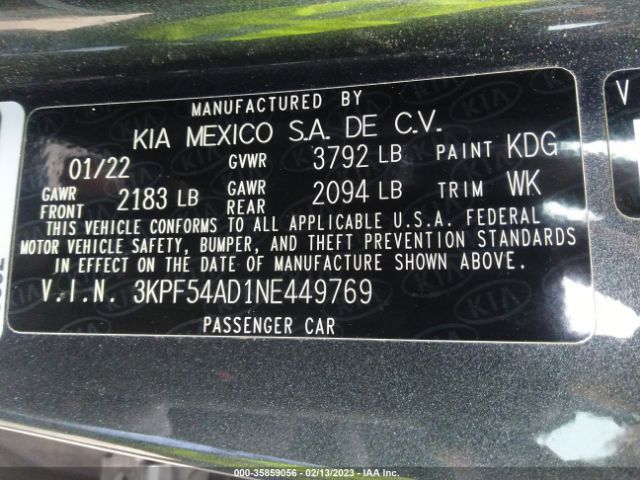 MANUFACTURED BY
KIA MEXICO S.A. DE C.V.
01/22 GVWR 3792 LB PAINT KDG
GAWR FRONT 2183 LB GAWR REAR 2094 LB TRIM WK
THIS VEHICLE CONFORMS TO ALL APPLICABLE U.S.A. FEDERAL
MOTOR VEHICLE SAFETY, BUMPER, AND THEFT PREVENTION STANDARDS
IN EFFECT ON THE DATE OF MANUFACTURE SHOWN ABOVE.
V.I.N. 3KPF54AD1NE449769
PASSENGER CAR
V
000-35859056 - 02/13/2023 - IAA Inc.